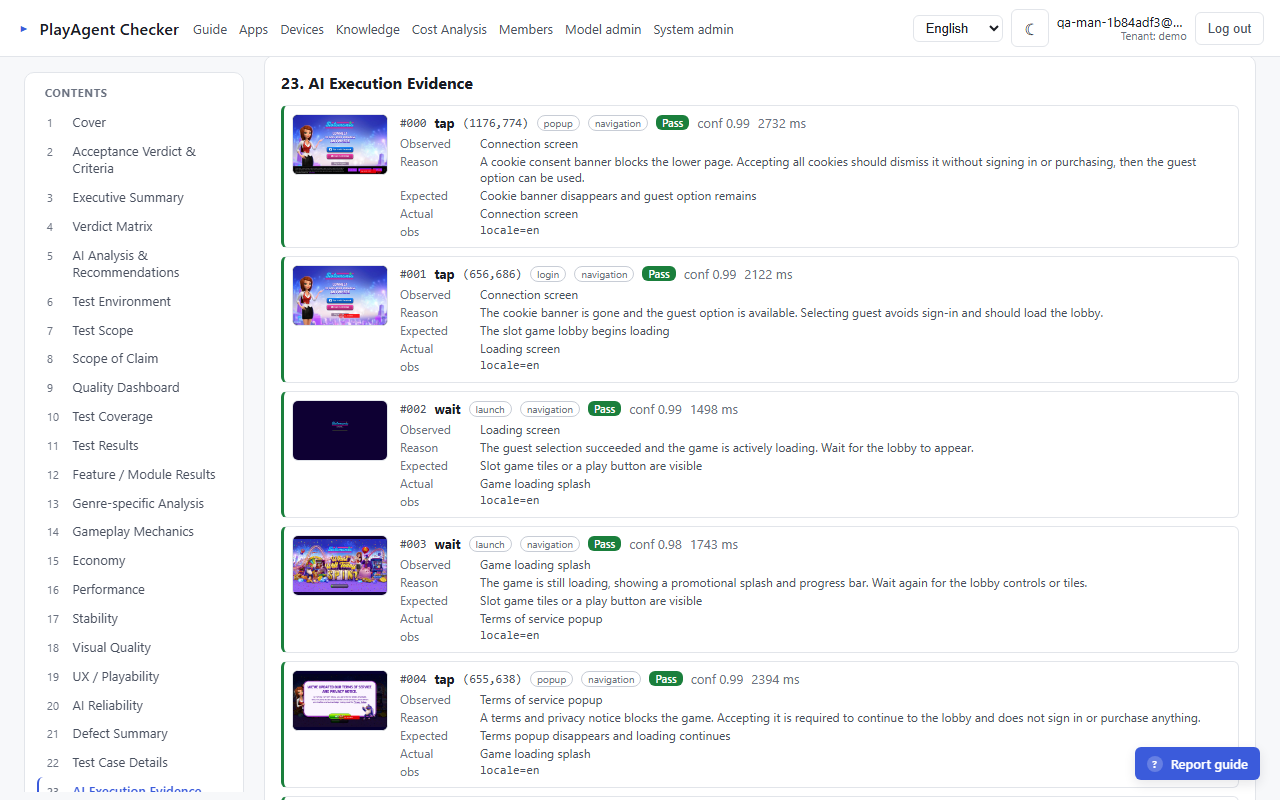 PlayAgent Checker
Guide Apps Devices Knowledge Cost Analysis Members Model admin System admin
English
qa-man-1b84adf3@...
Tenant: demo
Log out
CONTENTS
1 Cover
2 Acceptance Verdict &
Criteria
3 Executive Summary
4 Verdict Matrix
5 AI Analysis &
Recommendations
6 Test Environment
7 Test Scope
8 Scope of Claim
9 Quality Dashboard
10 Test Coverage
11 Test Results
12 Feature / Module Results
13 Genre-specific Analysis
14 Gameplay Mechanics
15 Economy
16 Performance
17 Stability
18 Visual Quality
19 UX / Playability
20 AI Reliability
21 Defect Summary
22 Test Case Details
23 AI Execution Evidence
23. AI Execution Evidence
#000 tap (1176,774) popup navigation Pass conf 0.99 2732 ms
Observed Connection screen
Reason A cookie consent banner blocks the lower page. Accepting all cookies should dismiss it without signing in or purchasing, then the guest
option can be used.
Expected Cookie banner disappears and guest option remains
Actual Connection screen
obs locale=en
#001 tap (656,686) login navigation Pass conf 0.99 2122 ms
Observed Connection screen
Reason The cookie banner is gone and the guest option is available. Selecting guest avoids sign-in and should load the lobby.
Expected The slot game lobby begins loading
Actual Loading screen
obs locale=en
#002 wait launch navigation Pass conf 0.99 1498 ms
Observed Loading screen
Reason The guest selection succeeded and the game is actively loading. Wait for the lobby to appear.
Expected Slot game tiles or a play button are visible
Actual Game loading splash
obs locale=en
#003 wait launch navigation Pass conf 0.98 1743 ms
Observed Game loading splash
Reason The game is still loading, showing a promotional splash and progress bar. Wait again for the lobby controls or tiles.
Expected Slot game tiles or a play button are visible
Actual Terms of service popup
obs locale=en
#004 tap (655,638) popup navigation Pass conf 0.99 2394 ms
Observed Terms of service popup
Reason A terms and privacy notice blocks the game. Accepting it is required to continue to the lobby and does not sign in or purchase anything.
Expected Terms popup disappears and loading continues
Actual Game loading splash
obs locale=en
? Report guide